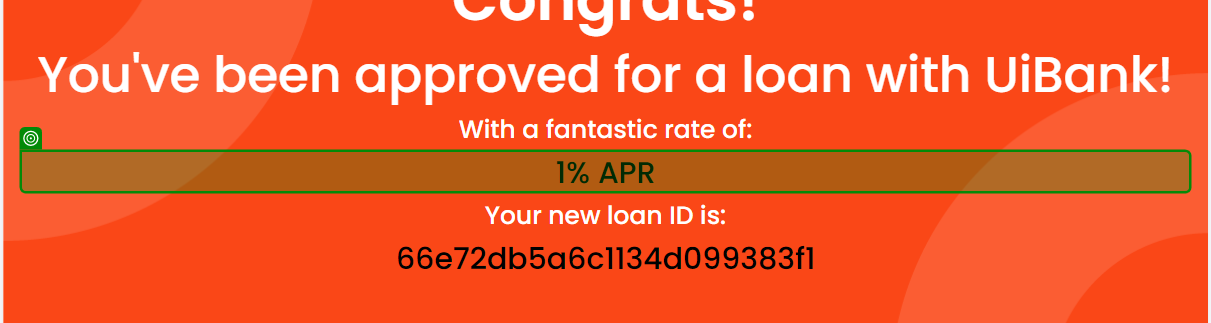 Congrats!
You've been approved for a loan with UiBank!
With a fantastic rate of:
1% APR
Your new loan ID is:
66e72db5a6c1134d099383f1